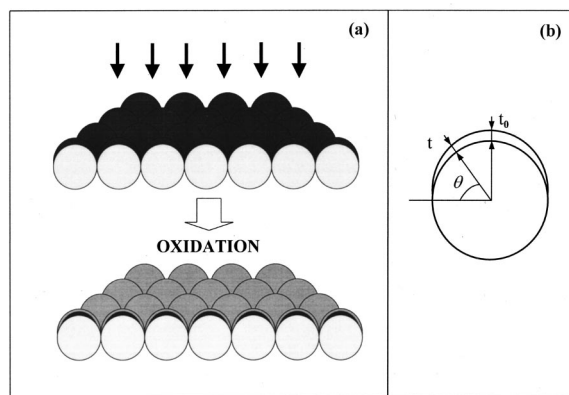 (a)
OXIDATION
(b)
t₀
t
θ